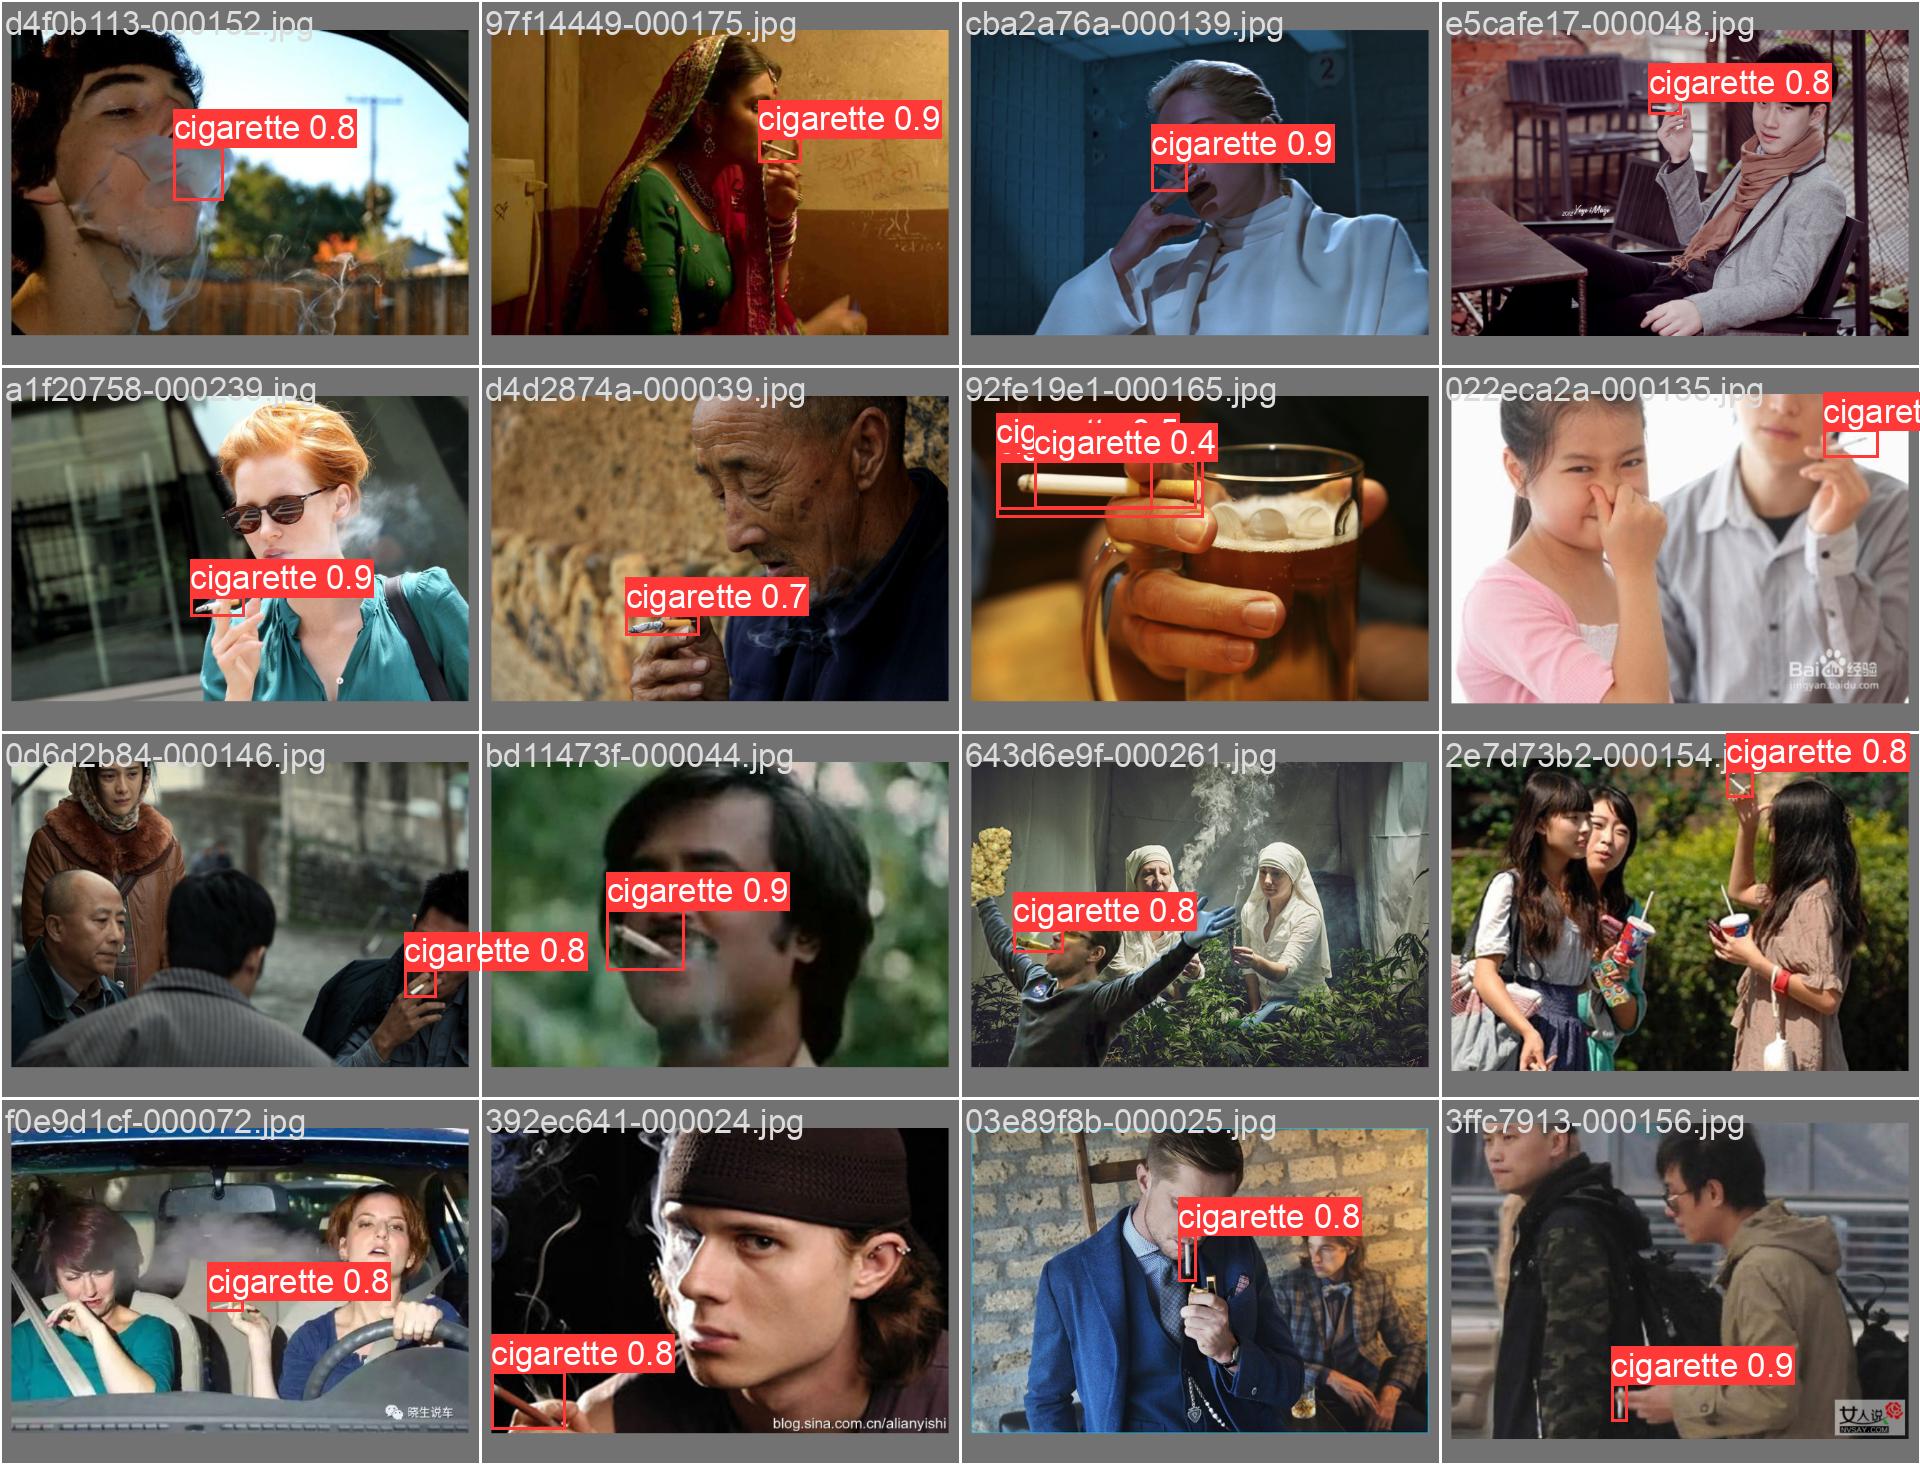 d4f0b113-000152.jpg
cigarette 0.8
97f14449-000175.jpg
cigarette 0.9
cba2a76a-000139.jpg
2
cigarette 0.9
e5cafe17-000048.jpg
cigarette 0.8
a1f20758-000239.jpg
cigarette 0.9
d4d2874a-000039.jpg
cigarette 0.7
92fe19e1-000165.jpg
cigarette 0.4
022eca2a-000135.jpg
cigaret
Bai du 经验
jingyan.baidu.com
0d6d2b84-000146.jpg
cigarette 0.8
bd11473f-000044.jpg
cigarette 0.9
643d6e9f-000261.jpg
cigarette 0.8
2e7d73b2-000154.j
cigarette 0.8
f0e9d1cf-000072.jpg
cigarette 0.8
晓生说车
392ec641-000024.jpg
cigarette 0.8
blog.sina.com.cn/alianyishi
03e89f8b-000025.jpg
cigarette 0.8
3ffc7913-000156.jpg
cigarette 0.9
女人说
NVSAY.COM